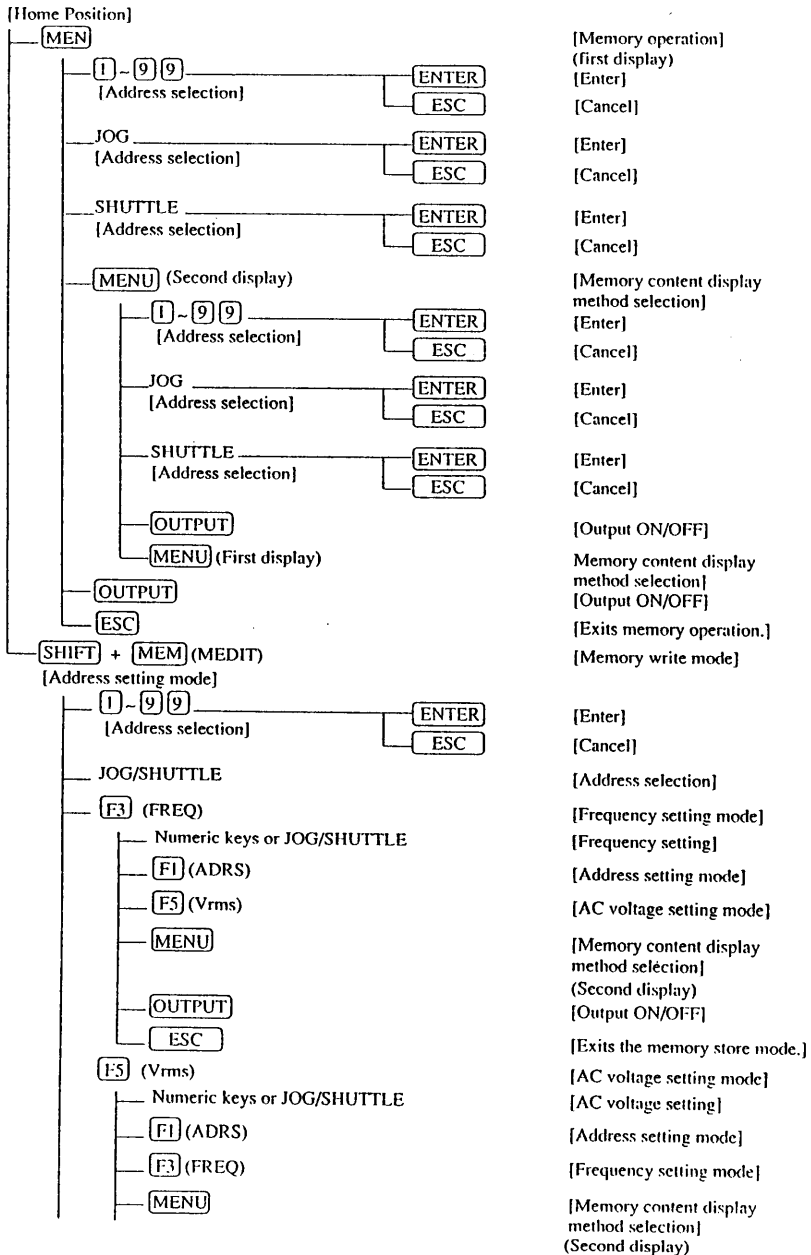 [Home Position]
MEN [Memory operation]
(first display)
1 ~ 9 9 ENTER [Enter]
[Address selection] ESC [Cancel]
JOG ENTER [Enter]
[Address selection] ESC [Cancel]
SHUTTLE ENTER [Enter]
[Address selection] ESC [Cancel]
MENU (Second display) [Memory content display
method selection]
1 ~ 9 9 ENTER [Enter]
[Address selection] ESC [Cancel]
JOG ENTER [Enter]
[Address selection] ESC [Cancel]
SHUTTLE ENTER [Enter]
[Address selection] ESC [Cancel]
OUTPUT [Output ON/OFF]
MENU (First display) Memory content display
method selection]
OUTPUT [Output ON/OFF]
ESC [Exits memory operation.]
SHIFT + MEM (MEDIT) [Memory write mode]
[Address setting mode]
1 ~ 9 9 ENTER [Enter]
[Address selection] ESC [Cancel]
JOG/SHUTTLE [Address selection]
F3 (FREQ) [Frequency setting mode]
Numeric keys or JOG/SHUTTLE [Frequency setting]
F1 (ADRS) [Address setting mode]
F5 (Vrms) [AC voltage setting mode]
MENU [Memory content display
method selection]
(Second display)
OUTPUT [Output ON/OFF]
ESC [Exits the memory store mode.]
F5 (Vrms) [AC voltage setting mode]
Numeric keys or JOG/SHUTTLE [AC voltage setting]
F1 (ADRS) [Address setting mode]
F3 (FREQ) [Frequency setting mode]
MENU [Memory content display
method selection]
(Second display)